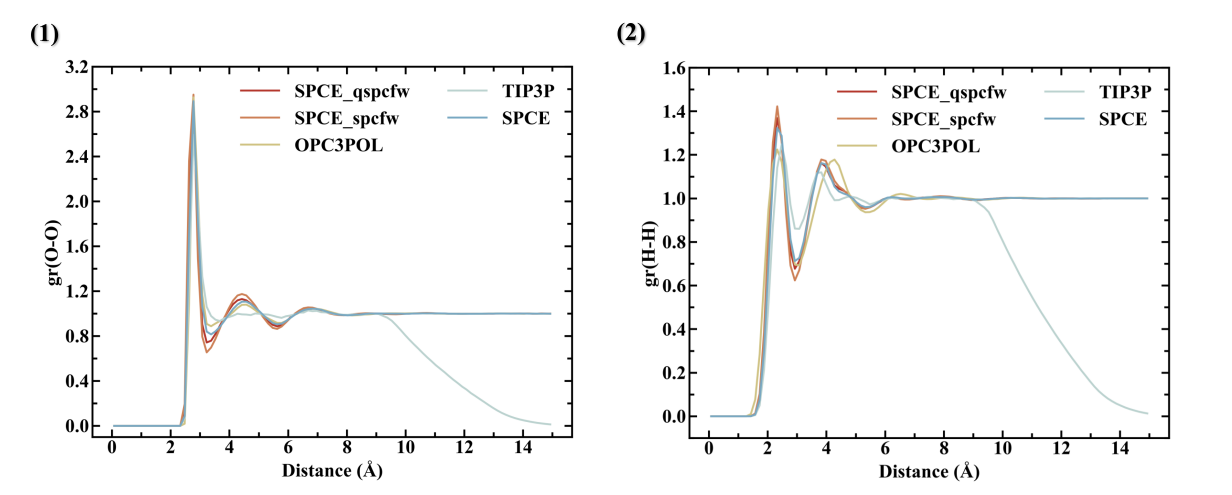 (1)
3.2
2.8
2.4
2.0
1.6
1.2
0.8
0.4
0.0
gr(O-O)
SPCE_qspcfw
SPCE_spcfw
OPC3POL
TIP3P
SPCE
0 2 4 6 8 10 12 14
Distance (Å)
(2)
1.6
1.4
1.2
1.0
0.8
0.6
0.4
0.2
0.0
gr(H-H)
SPCE_qspcfw
SPCE_spcfw
OPC3POL
TIP3P
SPCE
0 2 4 6 8 10 12 14
Distance (Å)